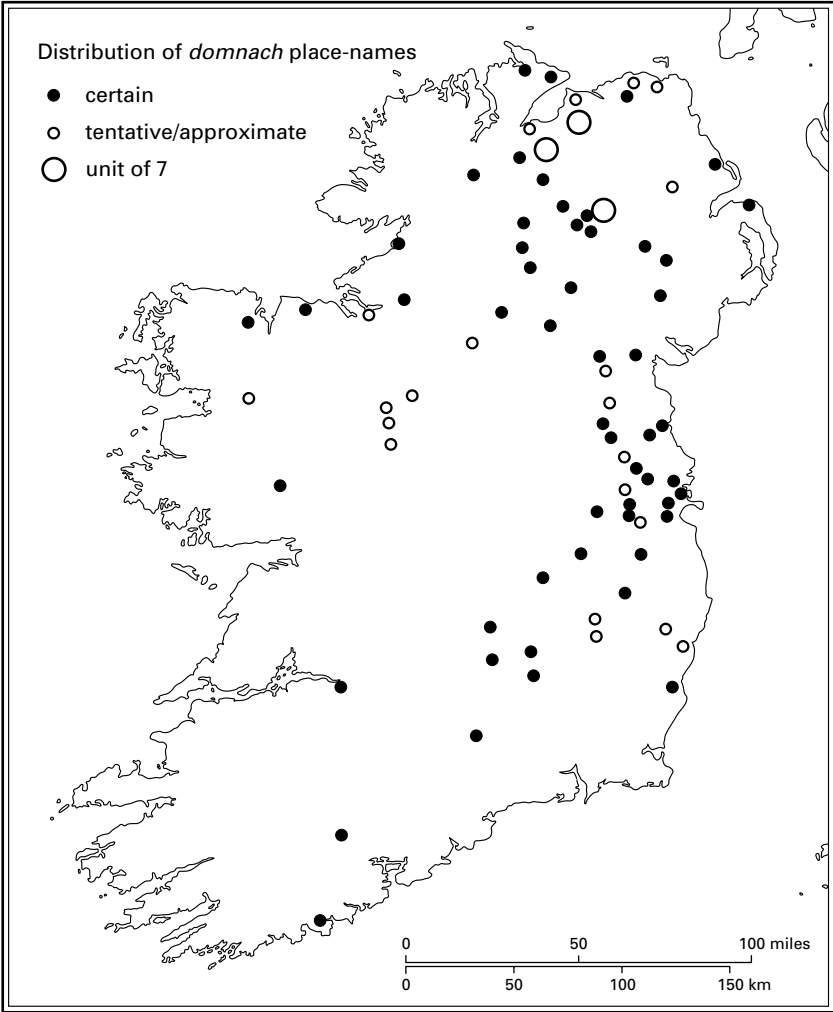 Distribution of domnach place-names
certain
tentative/approximate
unit of 7
0 50 100 miles
0 50 100 150 km